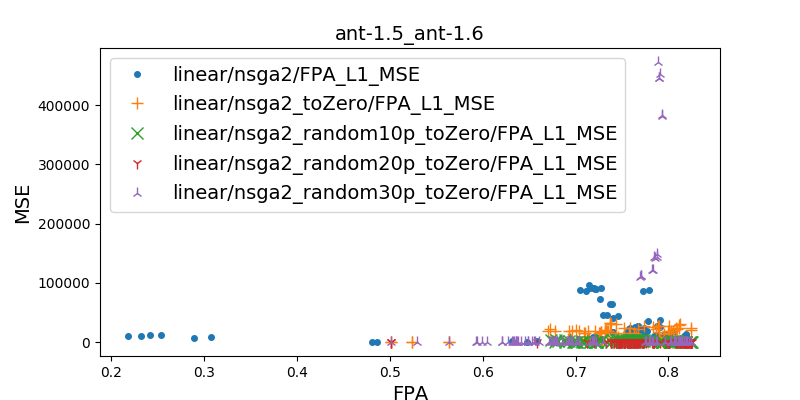 ant-1.5_ant-1.6
linear/nsga2/FPA_L1_MSE
linear/nsga2_toZero/FPA_L1_MSE
linear/nsga2_random10p_toZero/FPA_L1_MSE
linear/nsga2_random20p_toZero/FPA_L1_MSE
linear/nsga2_random30p_toZero/FPA_L1_MSE
MSE
400000
300000
200000
100000
0
0.2 0.3 0.4 0.5 0.6 0.7 0.8
FPA